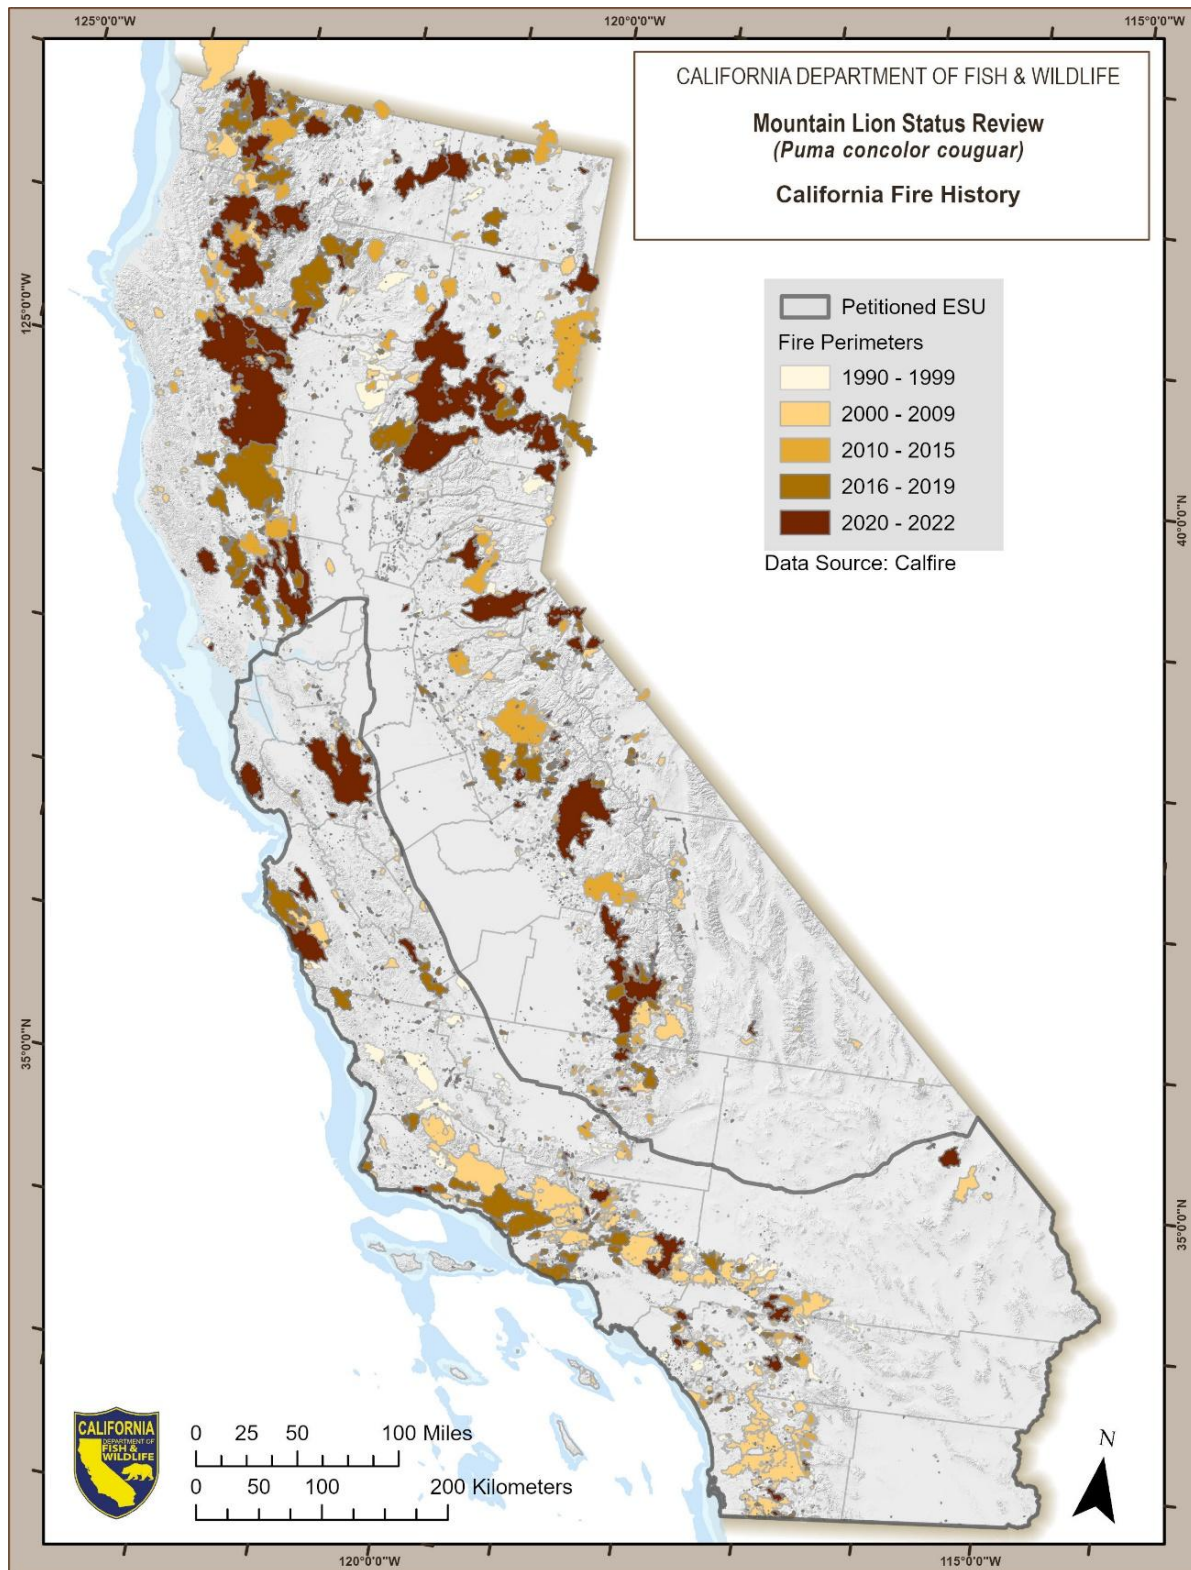 125°0'0"W
120°0'0"W
115°0'0"W
CALIFORNIA DEPARTMENT OF FISH & WILDLIFE
Mountain Lion Status Review
(Puma concolor couguar)
California Fire History
125°0'0"W
Petitioned ESU
Fire Perimeters
1990 - 1999
2000 - 2009
2010 - 2015
2016 - 2019
2020 - 2022
Data Source: Calfire
40°0'0"N
35°0'0"N
35°0'0"N
CALIFORNIA
DEPARTMENT OF
FISH &
WILDLIFE
0 25 50 100 Miles
0 50 100 200 Kilometers
N
120°0'0"W
115°0'0"W